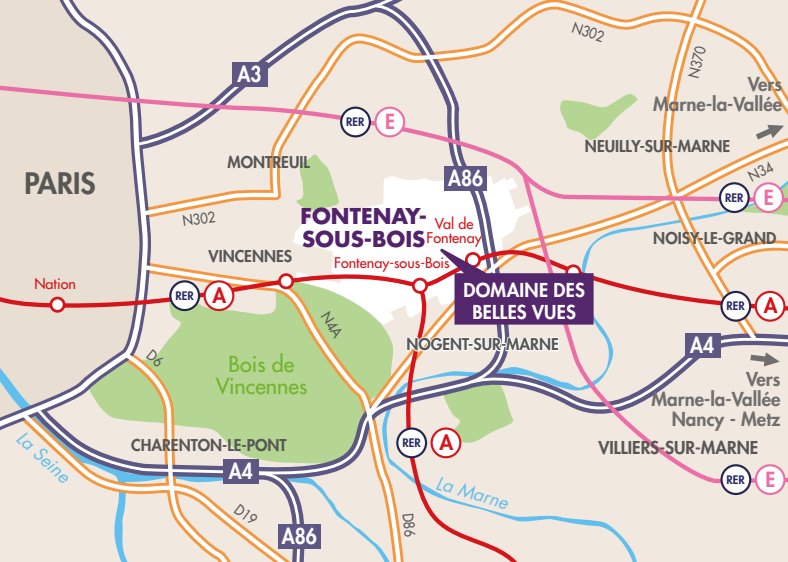 N302
N370
A3
Vers
Marne-la-Vallée
RER E
NEUILLY-SUR-MARNE
MONTREUIL
N34
PARIS
A86
RER E
N302
FONTENAY-
SOUS-BOIS
Val de
Fontenay
NOISY-LE-GRAND
VINCENNES
Fontenay-sous-Bois
Nation
RER A
DOMAINE DES
BELLES VUES
RER A
N4A
NOGENT-SUR-MARNE
A4
D6
Bois de
Vincennes
Vers
Marne-la-Vallée
Nancy - Metz
CHARENTON-LE-PONT
RER A
VILLIERS-SUR-MARNE
La Seine
A4
RER E
La Marne
D19
D86
A86